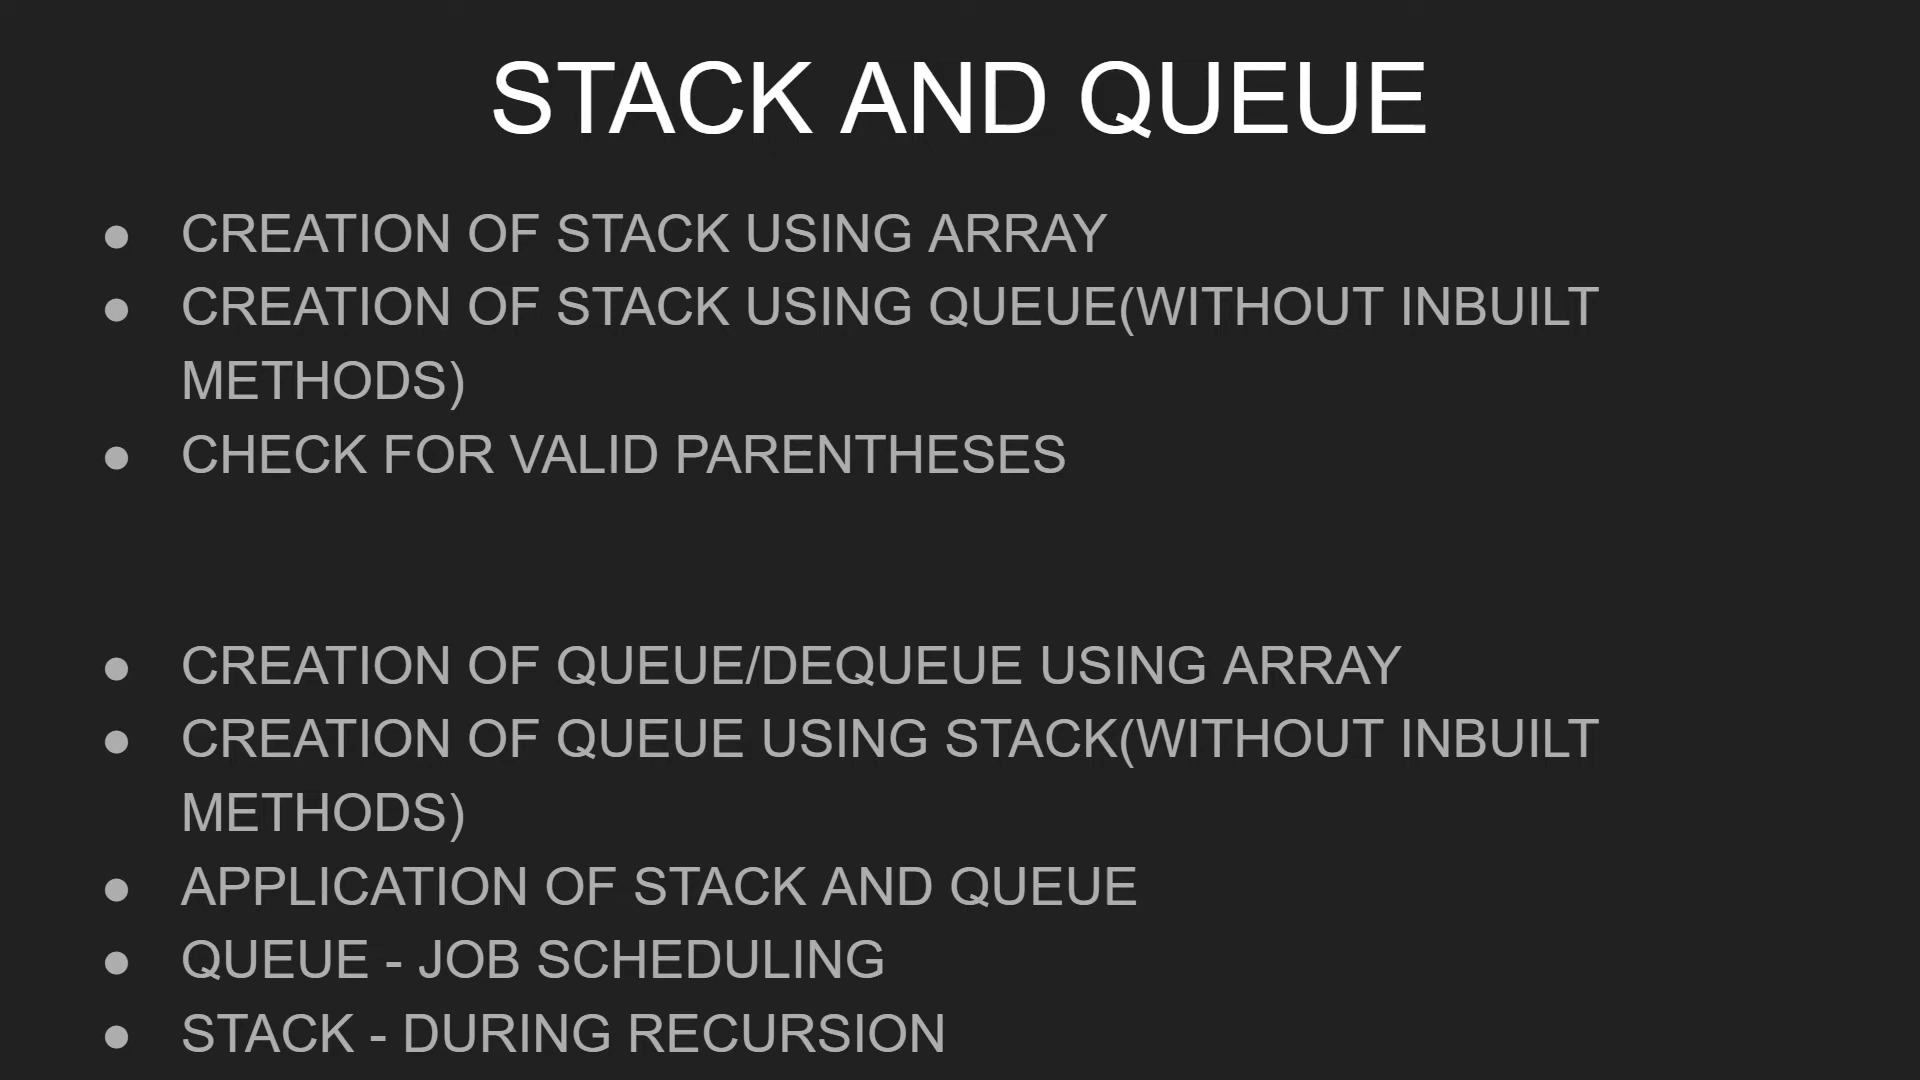 STACK AND QUEUE
● CREATION OF STACK USING ARRAY
● CREATION OF STACK USING QUEUE(WITHOUT INBUILT
METHODS)
● CHECK FOR VALID PARENTHESES
● CREATION OF QUEUE/DEQUEUE USING ARRAY
● CREATION OF QUEUE USING STACK(WITHOUT INBUILT
METHODS)
● APPLICATION OF STACK AND QUEUE
● QUEUE - JOB SCHEDULING
● STACK - DURING RECURSION